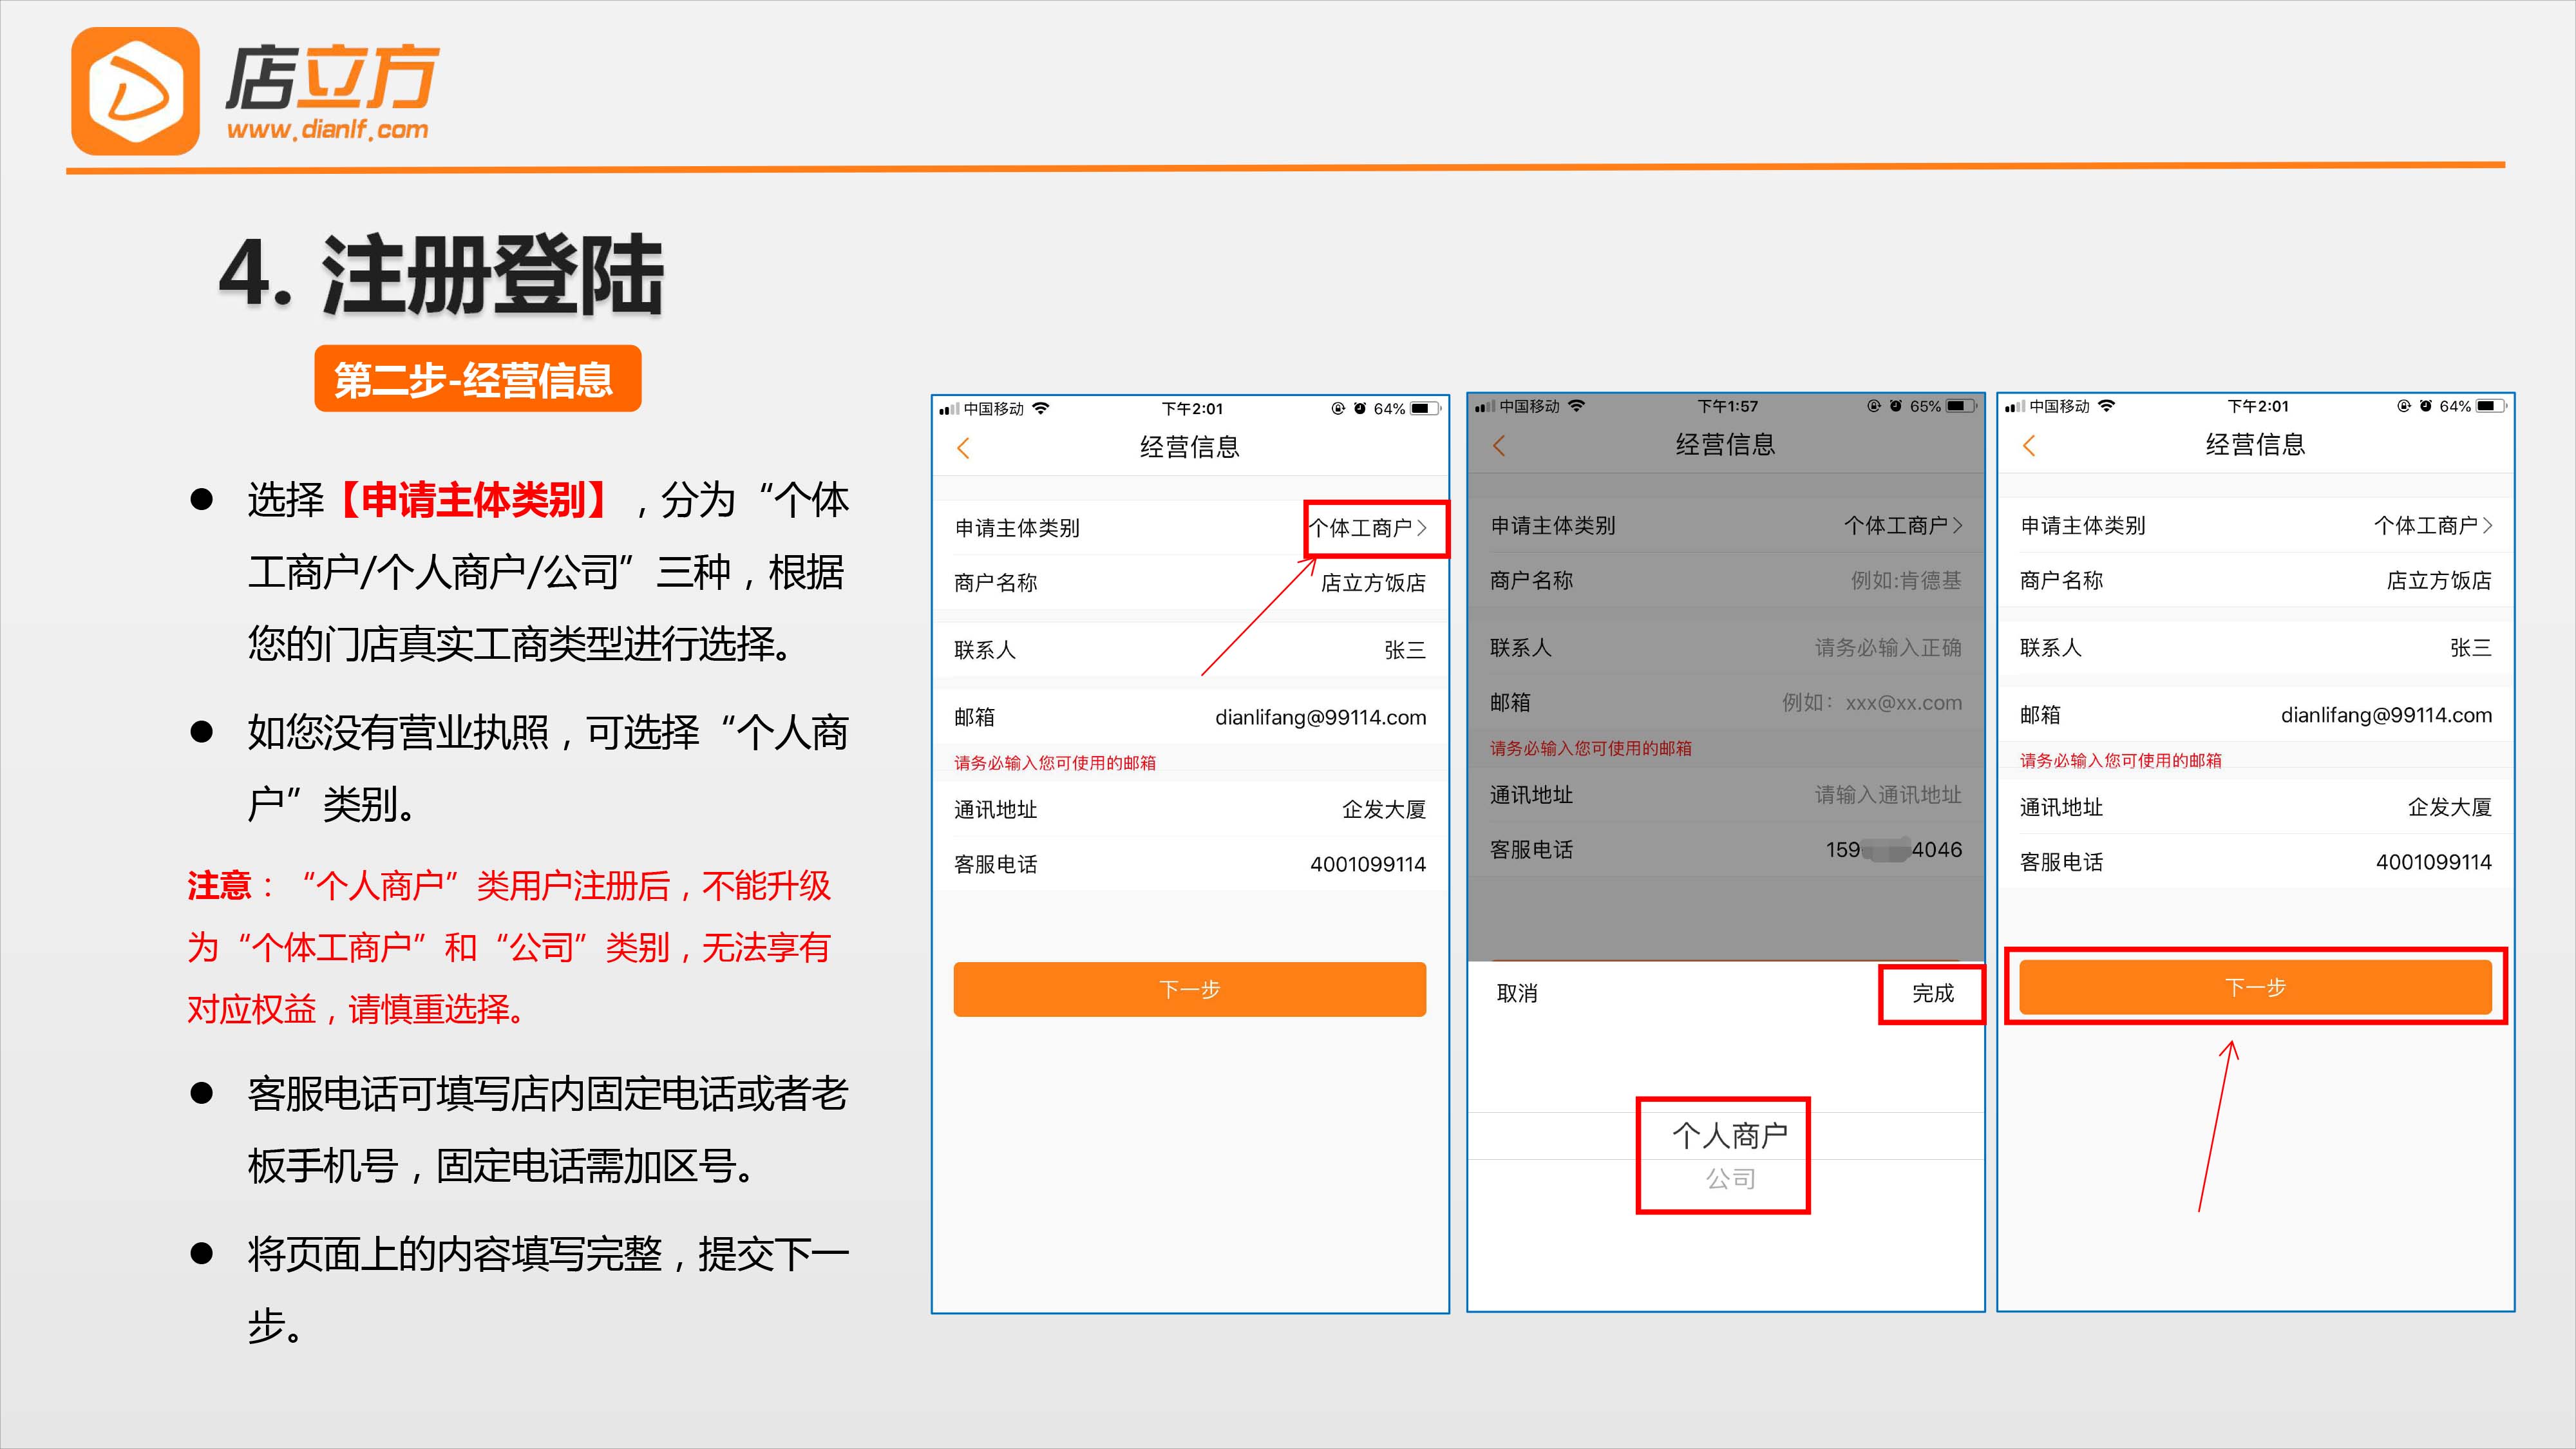 店立方
www.dianlf.com
4. 注册登陆
第二步-经营信息
● 选择【申请主体类别】，分为“个体
工商户/个人商户/公司”三种，根据
您的门店真实工商类型进行选择。
● 如您没有营业执照，可选择“个人商
户”类别。
注意：“个人商户”类用户注册后，不能升级
为“个体工商户”和“公司”类别，无法享有
对应权益，请慎重选择。
● 客服电话可填写店内固定电话或者老
板手机号，固定电话需加区号。
● 将页面上的内容填写完整，提交下一
步。
中国移动 下午2:01 64%
经营信息
申请主体类别 个体工商户
商户名称 店立方饭店
联系人 张三
邮箱 dianlifang@99114.com
请务必输入您可使用的邮箱
通讯地址 企发大厦
客服电话 4001099114
下一步
中国移动 下午1:57 65%
经营信息
申请主体类别 个体工商户
商户名称 例如:肯德基
联系人 请务必输入正确
邮箱 例如：xxx@xx.com
请务必输入您可使用的邮箱
通讯地址 请输入通讯地址
客服电话 159 4046
取消 完成
个人商户
公司
中国移动 下午2:01 64%
经营信息
申请主体类别 个体工商户
商户名称 店立方饭店
联系人 张三
邮箱 dianlifang@99114.com
请务必输入您可使用的邮箱
通讯地址 企发大厦
客服电话 4001099114
下一步